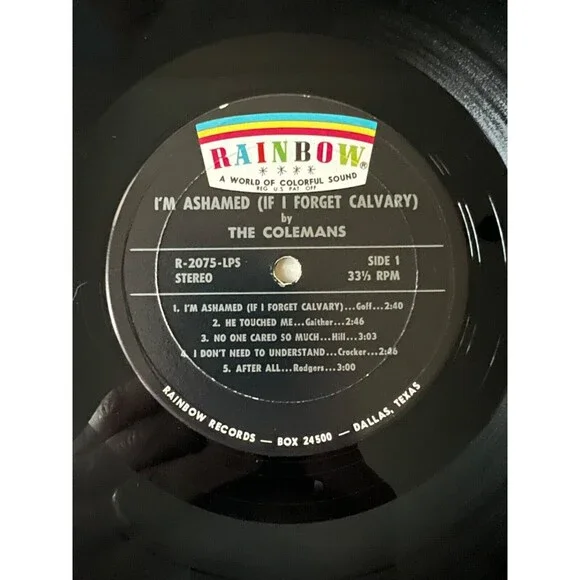 RAINBOW®
A WORLD OF COLORFUL SOUND
REG. U.S. PAT. OFF.
I'M ASHAMED (IF I FORGET CALVARY)
by
THE COLEMANS
R-2075-LPS SIDE 1
STEREO 33⅓ RPM
1. I'M ASHAMED (IF I FORGET CALVARY)...Goff...2:40
2. HE TOUCHED ME...Gaither...2:46
3. NO ONE CARED SO MUCH...Hill...3:03
4. I DON'T NEED TO UNDERSTAND...Crocker...2:46
5. AFTER ALL...Rodgers...3:00
RAINBOW RECORDS — BOX 24500 — DALLAS, TEXAS